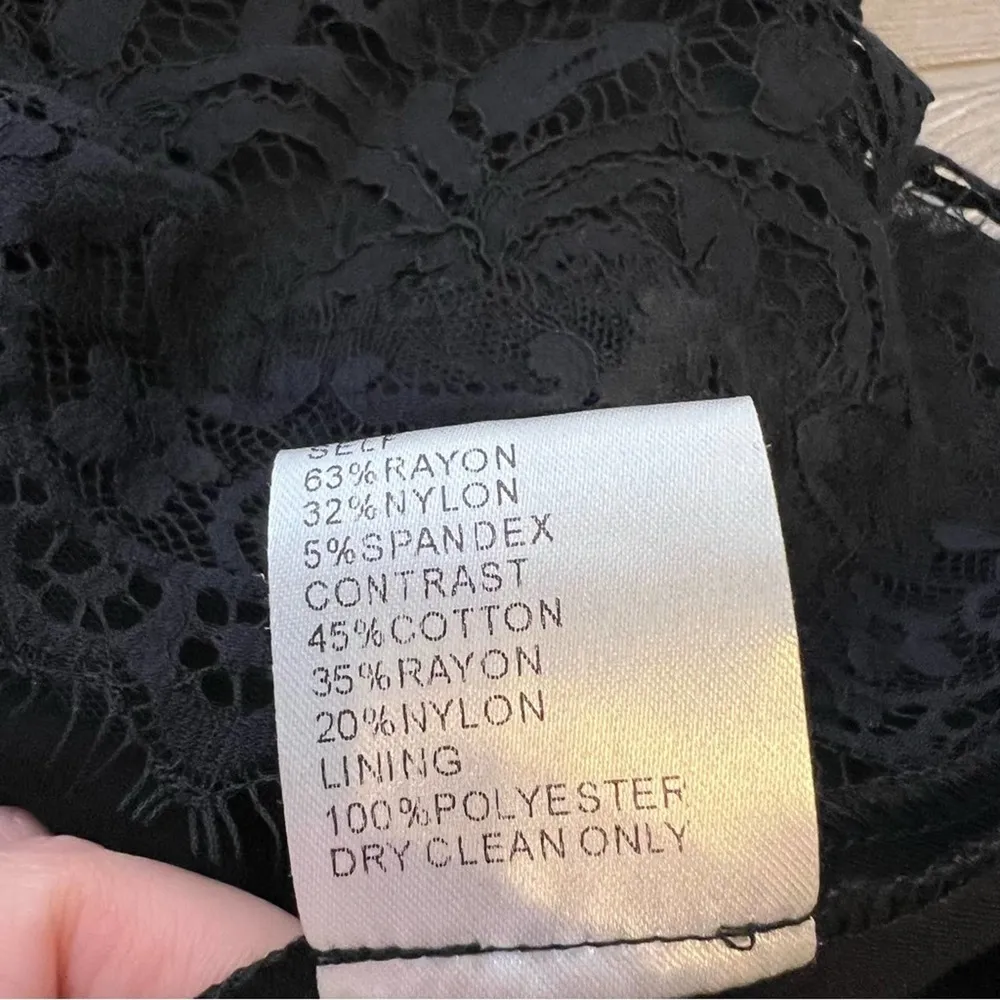 SELF
63%RAYON
32%NYLON
5%SPANDEX
CONTRAST
45%COTTON
35%RAYON
20%NYLON
LINING
100%POLYESTER
DRY CLEAN ONLY